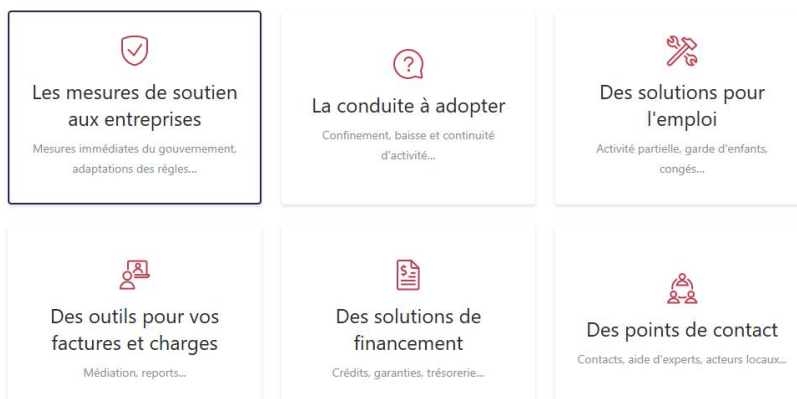 Les mesures de soutien
aux entreprises
Mesures immédiates du gouvernement,
adaptations des règles...
La conduite à adopter
Confinement, baisse et continuité
d'activité...
Des solutions pour
l'emploi
Activité partielle, garde d'enfants,
congés...
Des outils pour vos
factures et charges
Médiation, reports...
Des solutions de
financement
Crédits, garanties, trésorerie...
Des points de contact
Contacts, aide d'experts, acteurs locaux...